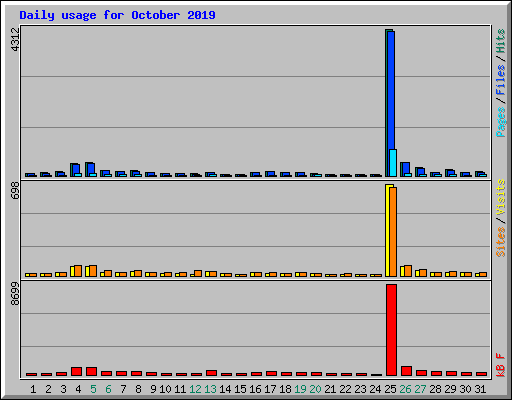 Daily usage for October 2019
4312
698
8699
Pages / Files / Hits
Sites / Visits
kB F
1 2 3 4 5 6 7 8 9 10 11 12 13 14 15 16 17 18 19 20 21 22 23 24 25 26 27 28 29 30 31